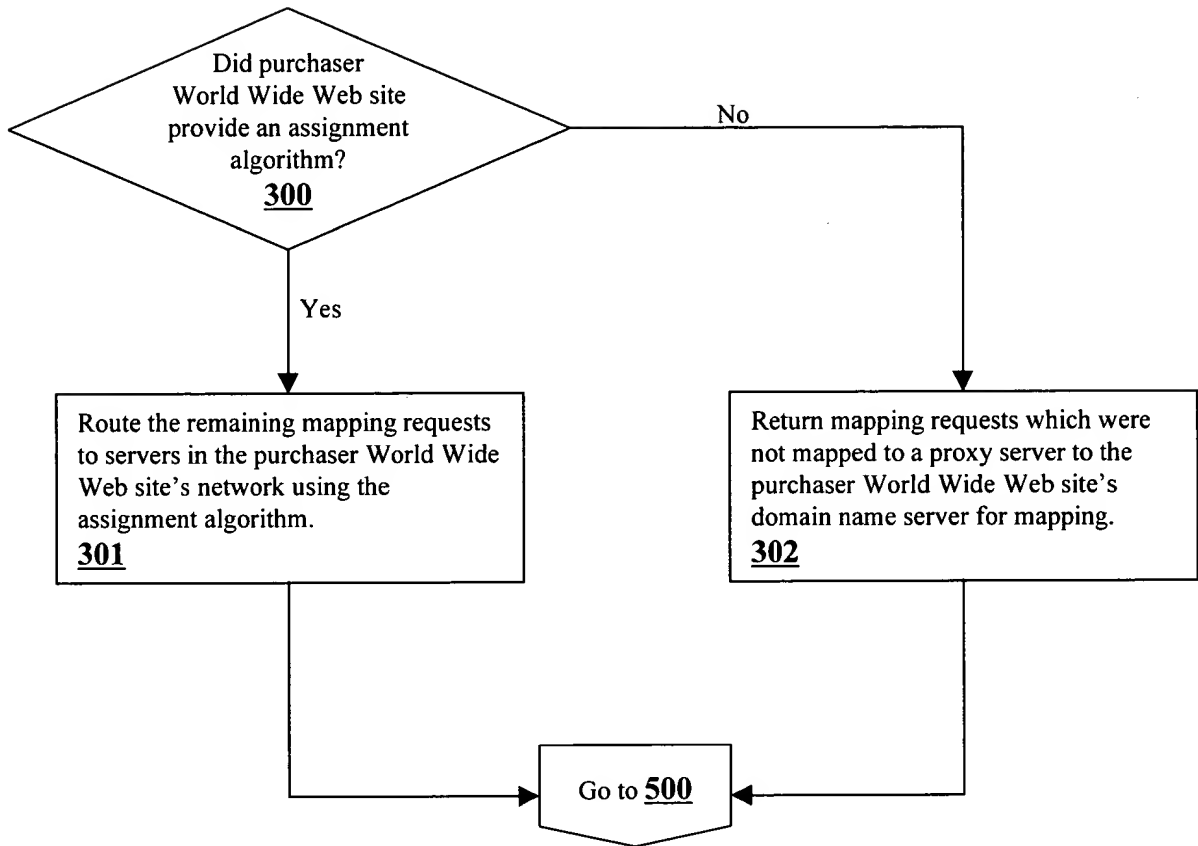 Did purchaser
World Wide Web site
provide an assignment
algorithm?
300
No
Yes
Route the remaining mapping requests
to servers in the purchaser World Wide
Web site's network using the
assignment algorithm.
301
Return mapping requests which were
not mapped to a proxy server to the
purchaser World Wide Web site's
domain name server for mapping.
302
Go to 500